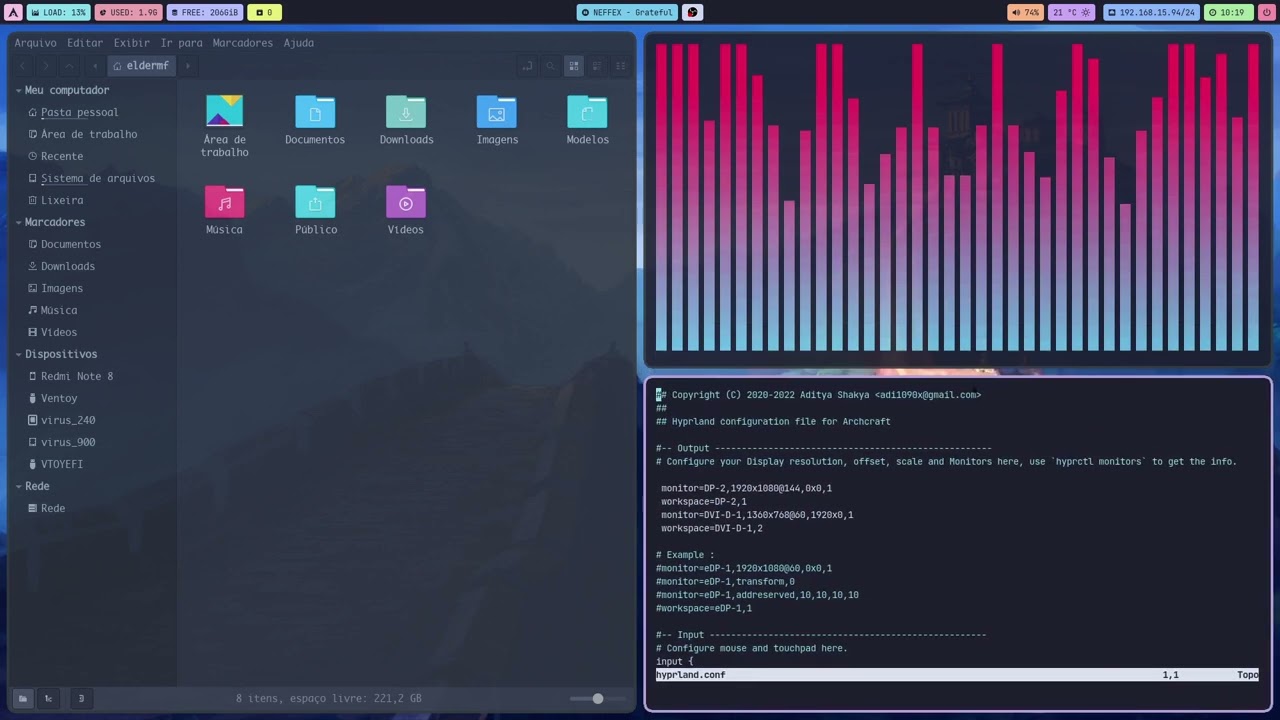 LOAD: 13%
USED: 1.9G
FREE: 206GiB
0
NEFFEX - Grateful
74%
21 °C
192.168.15.94/24
10:19
Arquivo Editar Exibir Ir para Marcadores Ajuda
eldermf
Meu computador
Pasta pessoal
Área de trabalho
Recente
Sistema de arquivos
Lixeira
Marcadores
Documentos
Downloads
Imagens
Música
Vídeos
Dispositivos
Redmi Note 8
Ventoy
virus_240
virus_900
VTOYEFI
Rede
Rede
Área de
trabalho
Documentos
Downloads
Imagens
Modelos
Música
Público
Vídeos
8 itens, espaço livre: 221,2 GB
## Copyright (C) 2020-2022 Aditya Shakya <adi1090x@gmail.com>
##
## Hyprland configuration file for Archcraft
#-- Output ----------------------------------------------------
# Configure your Display resolution, offset, scale and Monitors here, use `hyprctl monitors` to get the info.
monitor=DP-2,1920x1080@144,0x0,1
workspace=DP-2,1
monitor=DVI-D-1,1360x768@60,1920x0,1
workspace=DVI-D-1,2
# Example :
#monitor=eDP-1,1920x1080@60,0x0,1
#monitor=eDP-1,transform,0
#monitor=eDP-1,addreserved,10,10,10,10
#workspace=eDP-1,1
#-- Input ----------------------------------------------------
# Configure mouse and touchpad here.
input {
hyprland.conf 1,1 Topo